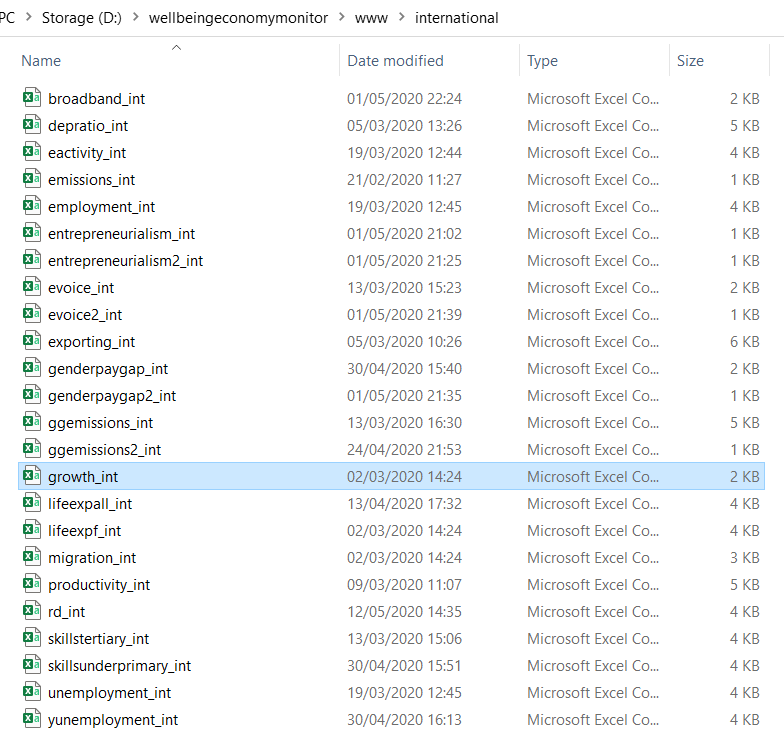 PC > Storage (D:) > wellbeingeconomymonitor > www > international
Name Date modified Type Size
broadband_int 01/05/2020 22:24 Microsoft Excel Co... 2 KB
depratio_int 05/03/2020 13:26 Microsoft Excel Co... 5 KB
eactivity_int 19/03/2020 12:44 Microsoft Excel Co... 4 KB
emissions_int 21/02/2020 11:27 Microsoft Excel Co... 1 KB
employment_int 19/03/2020 12:45 Microsoft Excel Co... 4 KB
entrepreneurialism_int 01/05/2020 21:02 Microsoft Excel Co... 1 KB
entrepreneurialism2_int 01/05/2020 21:25 Microsoft Excel Co... 1 KB
evoice_int 13/03/2020 15:23 Microsoft Excel Co... 2 KB
evoice2_int 01/05/2020 21:39 Microsoft Excel Co... 1 KB
exporting_int 05/03/2020 10:26 Microsoft Excel Co... 6 KB
genderpaygap_int 30/04/2020 15:40 Microsoft Excel Co... 2 KB
genderpaygap2_int 01/05/2020 21:35 Microsoft Excel Co... 1 KB
ggemissions_int 13/03/2020 16:30 Microsoft Excel Co... 5 KB
ggemissions2_int 24/04/2020 21:53 Microsoft Excel Co... 1 KB
growth_int 02/03/2020 14:24 Microsoft Excel Co... 2 KB
lifeexpall_int 13/04/2020 17:32 Microsoft Excel Co... 4 KB
lifeexpf_int 02/03/2020 14:24 Microsoft Excel Co... 4 KB
migration_int 02/03/2020 14:24 Microsoft Excel Co... 3 KB
productivity_int 09/03/2020 11:07 Microsoft Excel Co... 5 KB
rd_int 12/05/2020 14:35 Microsoft Excel Co... 4 KB
skillstertiary_int 13/03/2020 15:06 Microsoft Excel Co... 4 KB
skillsunderprimary_int 30/04/2020 15:51 Microsoft Excel Co... 4 KB
unemployment_int 19/03/2020 12:45 Microsoft Excel Co... 4 KB
yunemployment_int 30/04/2020 16:13 Microsoft Excel Co... 4 KB